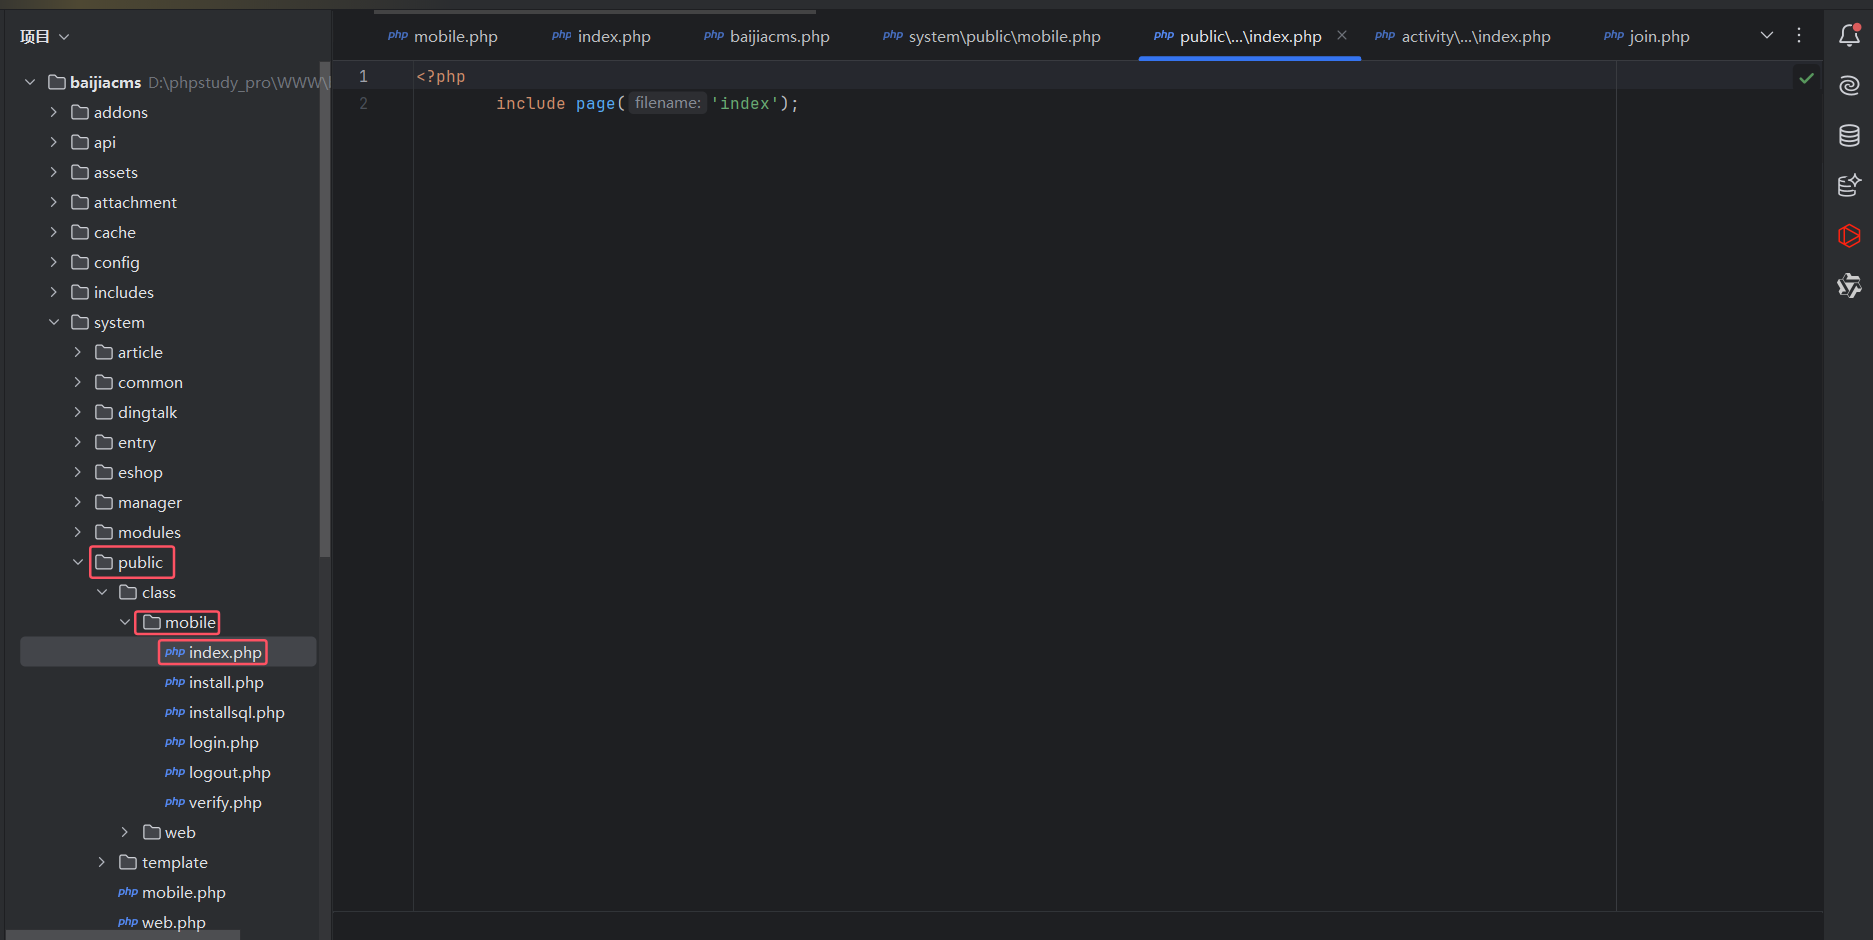 项目
php mobile.php
php index.php
php baijiacms.php
php system\public\mobile.php
php public\...\index.php
php activity\...\index.php
php join.php
baijiacms D:\phpstudy_pro\WWW\
addons
api
assets
attachment
cache
config
includes
system
article
common
dingtalk
entry
eshop
manager
modules
public
class
mobile
php index.php
php install.php
php installsql.php
php login.php
php logout.php
php verify.php
web
template
php mobile.php
php web.php
1 <?php
2 include page( filename: 'index');